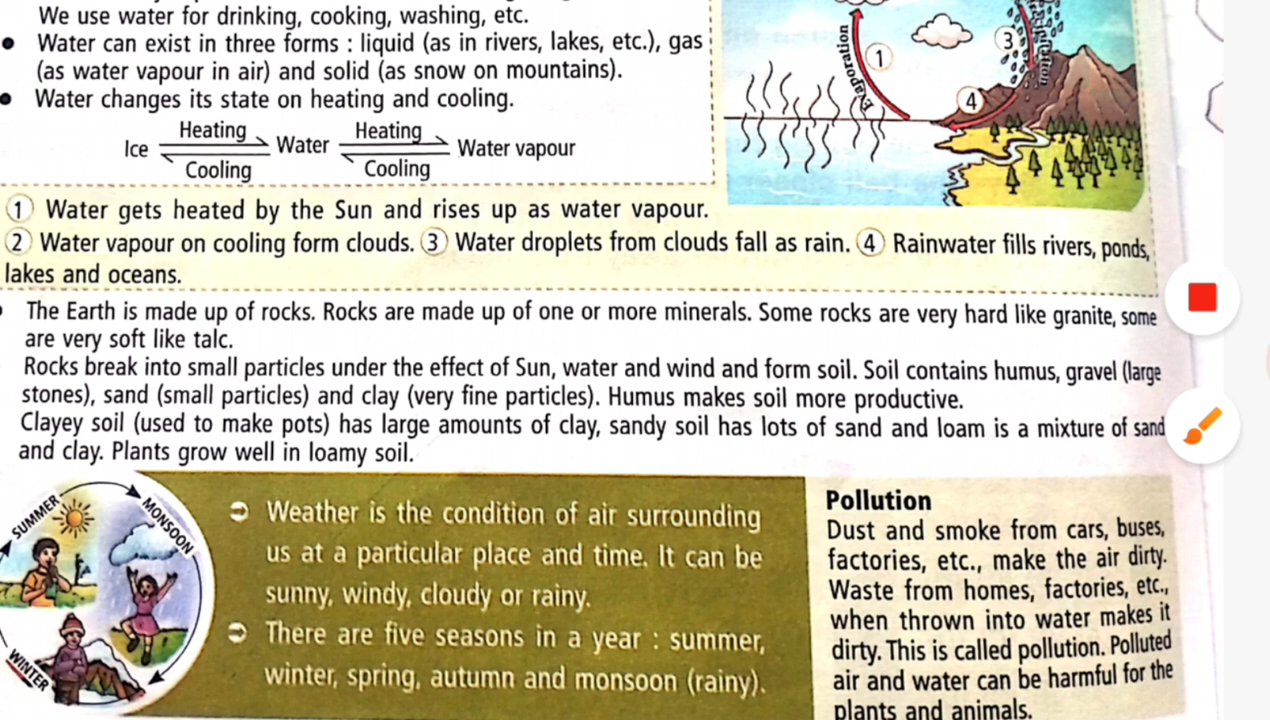 We use water for drinking, cooking, washing, etc.
Water can exist in three forms : liquid (as in rivers, lakes, etc.), gas
(as water vapour in air) and solid (as snow on mountains).
Water changes its state on heating and cooling.
Ice Heating Cooling Water Heating Cooling Water vapour
Evaporation
1
3
4
1 Water gets heated by the Sun and rises up as water vapour.
2 Water vapour on cooling form clouds. 3 Water droplets from clouds fall as rain. 4 Rainwater fills rivers, ponds,
lakes and oceans.
The Earth is made up of rocks. Rocks are made up of one or more minerals. Some rocks are very hard like granite, some
are very soft like talc.
Rocks break into small particles under the effect of Sun, water and wind and form soil. Soil contains humus, gravel (large
stones), sand (small particles) and clay (very fine particles). Humus makes soil more productive.
Clayey soil (used to make pots) has large amounts of clay, sandy soil has lots of sand and loam is a mixture of sand
and clay. Plants grow well in loamy soil.
SUMMER
MONSOON
WINTER
Weather is the condition of air surrounding
us at a particular place and time. It can be
sunny, windy, cloudy or rainy.
There are five seasons in a year : summer,
winter, spring, autumn and monsoon (rainy).
Pollution
Dust and smoke from cars, buses,
factories, etc., make the air dirty.
Waste from homes, factories, etc.,
when thrown into water makes it
dirty. This is called pollution. Polluted
air and water can be harmful for the
plants and animals.